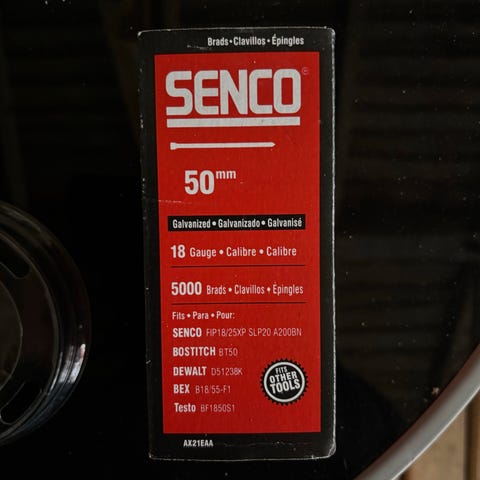 Brads • Clavillos • Épingles
SENCO®
50mm
Galvanized • Galvanizado • Galvanisé
18 Gauge • Calibre • Calibre
5000 Brads • Clavillos • Épingles
Fits • Para • Pour:
SENCO FIP18/25XP SLP20 A200BN
BOSTITCH BT50
DEWALT D51238K
BEX B18/55-F1
Testo BF1850S1
FITS
OTHER
TOOLS
AX21EAA